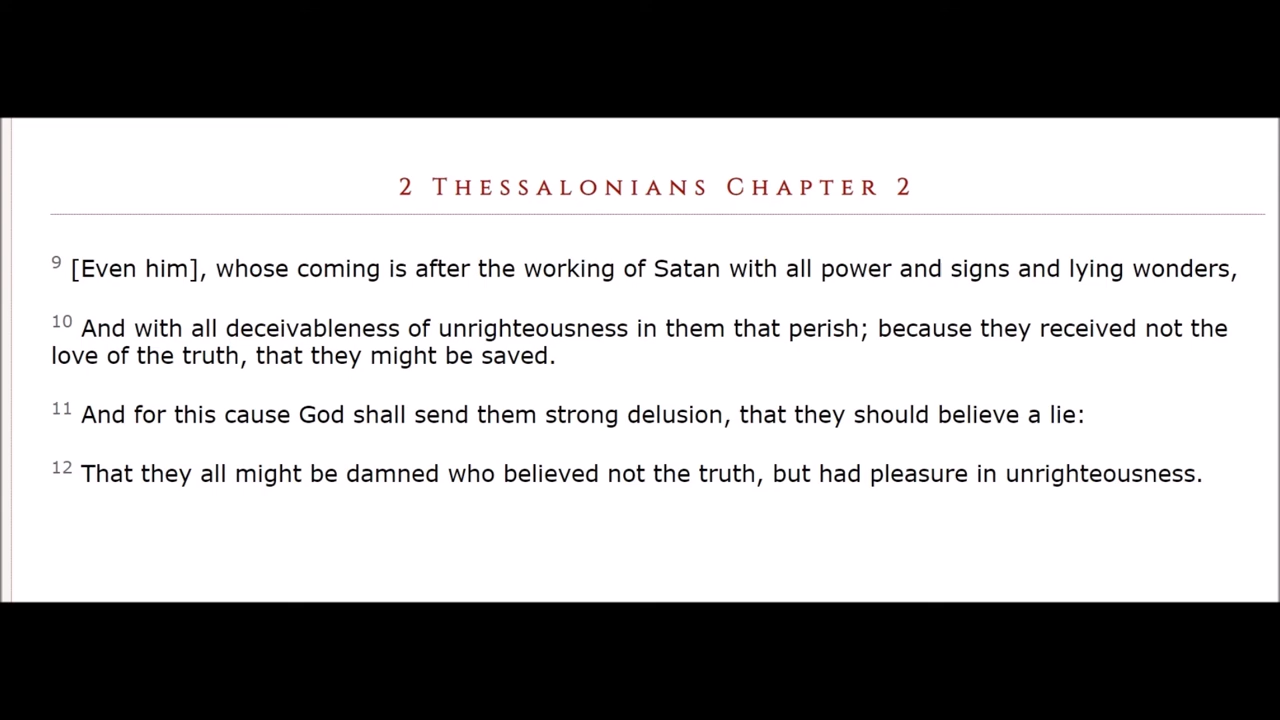 2 Thessalonians Chapter 2
9 [Even him], whose coming is after the working of Satan with all power and signs and lying wonders,
10 And with all deceivableness of unrighteousness in them that perish; because they received not the
love of the truth, that they might be saved.
11 And for this cause God shall send them strong delusion, that they should believe a lie:
12 That they all might be damned who believed not the truth, but had pleasure in unrighteousness.